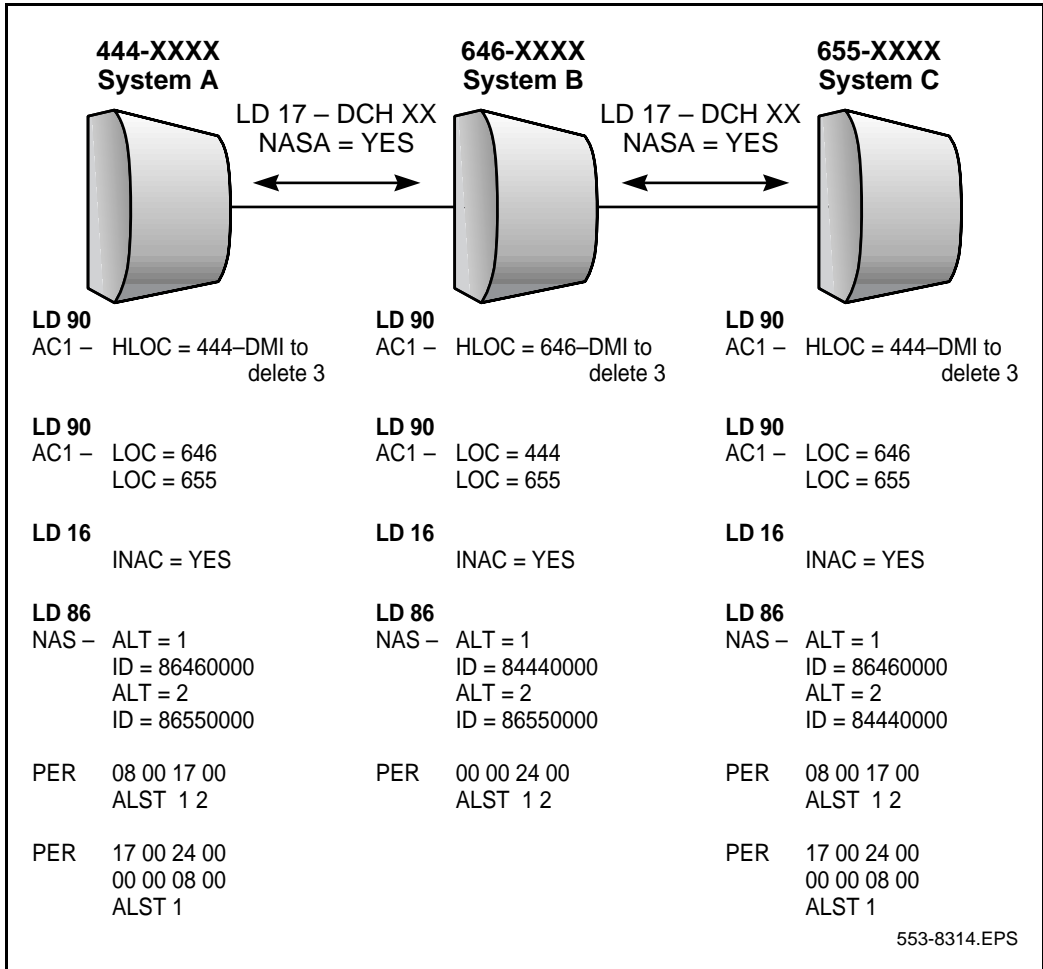 444-XXXX
System A
646-XXXX
System B
655-XXXX
System C
LD 17 – DCH XX
NASA = YES
LD 17 – DCH XX
NASA = YES
LD 90
AC1 – HLOC = 444–DMI to
delete 3
LD 90
AC1 – LOC = 646
LOC = 655
LD 16
INAC = YES
LD 86
NAS – ALT = 1
ID = 86460000
ALT = 2
ID = 86550000
PER 08 00 17 00
ALST 1 2
PER 17 00 24 00
00 00 08 00
ALST 1
LD 90
AC1 – HLOC = 646–DMI to
delete 3
LD 90
AC1 – LOC = 444
LOC = 655
LD 16
INAC = YES
LD 86
NAS – ALT = 1
ID = 84440000
ALT = 2
ID = 86550000
PER 00 00 24 00
ALST 1 2
LD 90
AC1 – HLOC = 444–DMI to
delete 3
LD 90
AC1 – LOC = 646
LOC = 655
LD 16
INAC = YES
LD 86
NAS – ALT = 1
ID = 86460000
ALT = 2
ID = 84440000
PER 08 00 17 00
ALST 1 2
PER 17 00 24 00
00 00 08 00
ALST 1
553-8314.EPS